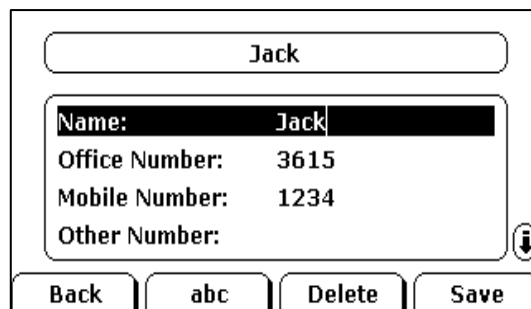 Jack
Name: Jack
Office Number: 3615
Mobile Number: 1234
Other Number:
Back abc Delete Save